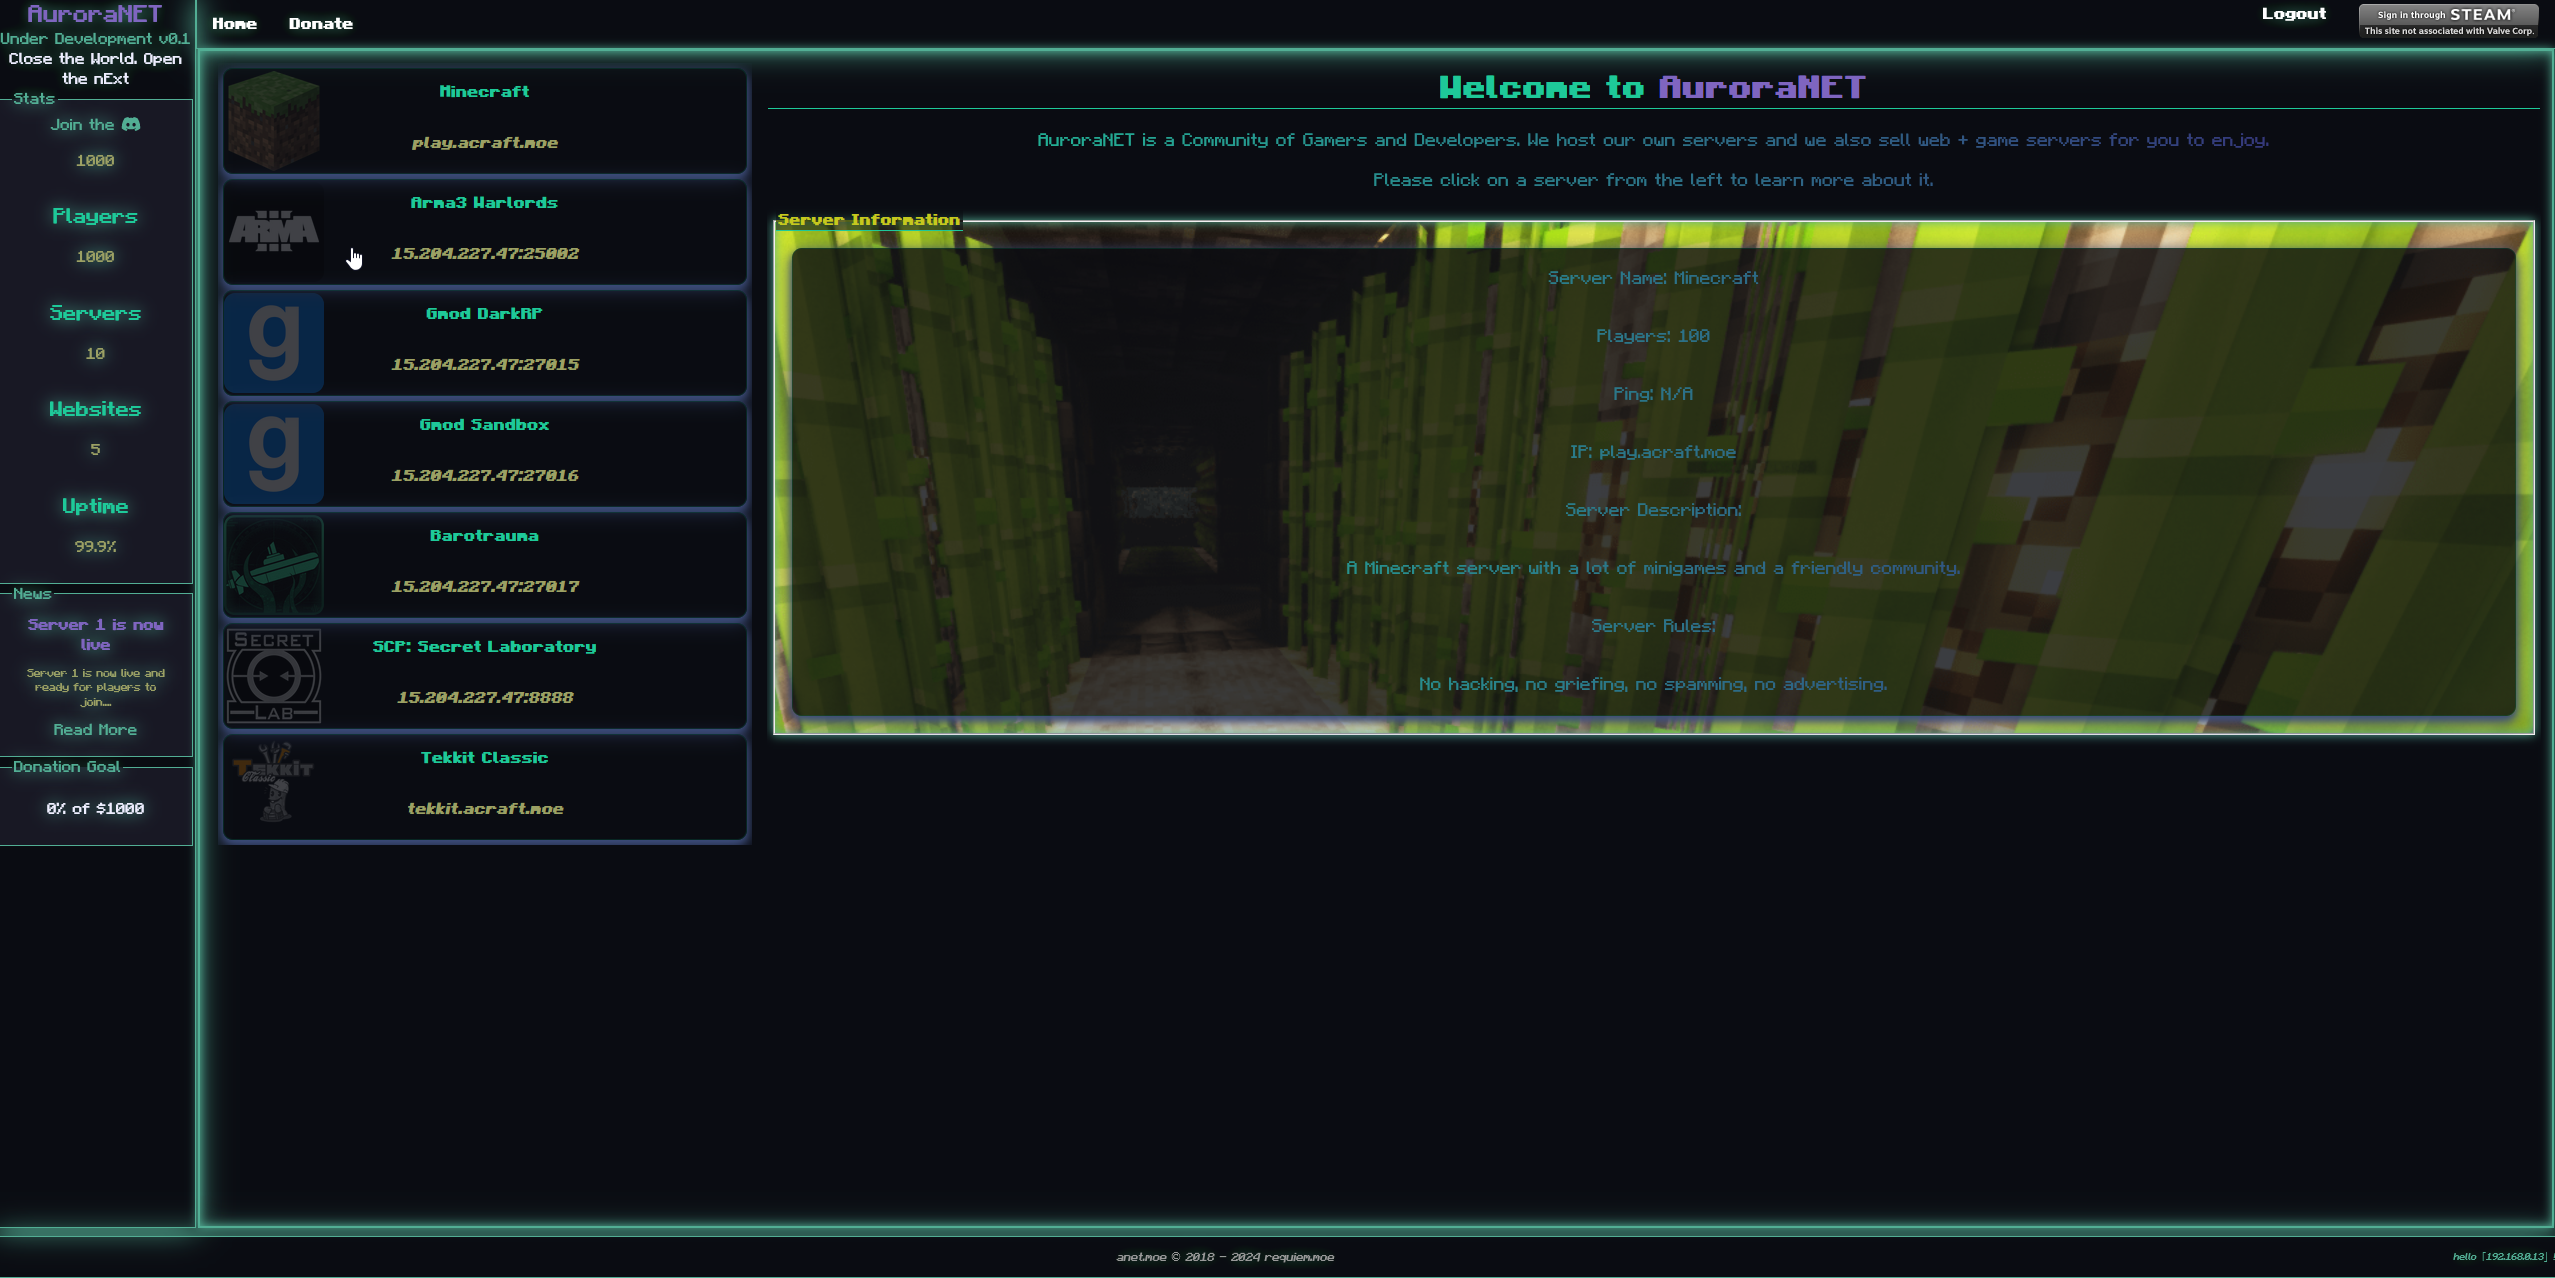 AuroraNET
Under Development v0.1
Close the World. Open
the nExt
Stats
Join the
1000
Players
1000
Servers
10
Websites
5
Uptime
99.9%
News
Server 1 is now
live
Server 1 is now live and
ready for players to
join....
Read More
Donation Goal
0% of $1000
Home Donate
Logout
Sign in through STEAM®
This site not associated with Valve Corp.
Minecraft
play.acraft.moe
ARMA
III
Arma3 Warlords
15.204.227.47:25002
g
Gmod DarkRP
15.204.227.47:27015
g
Gmod Sandbox
15.204.227.47:27016
Barotrauma
15.204.227.47:27017
SECRET
LAB
SCP: Secret Laboratory
15.204.227.47:8888
TEKKIT
Classic
Tekkit Classic
tekkit.acraft.moe
Welcome to AuroraNET
AuroraNET is a Community of Gamers and Developers. We host our own servers and we also sell web + game servers for you to enjoy.
Please click on a server from the left to learn more about it.
Server Information
Server Name: Minecraft
Players: 100
Ping: N/A
IP: play.acraft.moe
Server Description:
A Minecraft server with a lot of minigames and a friendly community.
Server Rules:
No hacking, no griefing, no spamming, no advertising.
anet.moe © 2018 - 2024 requiem.moe
hello [192.168.0.13]